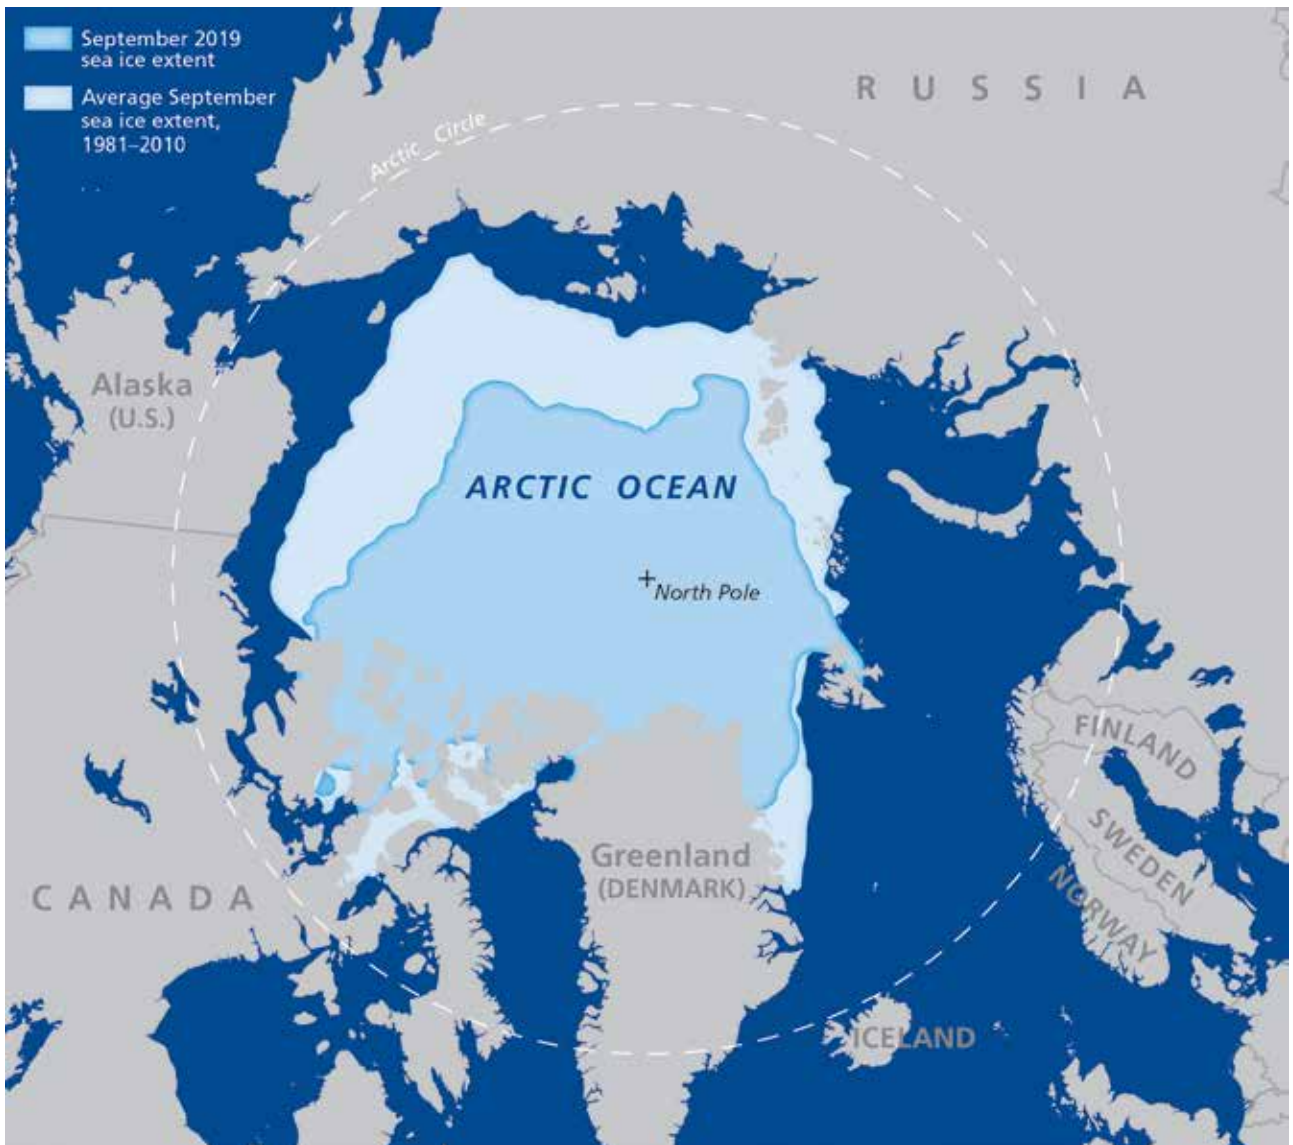 September 2019
sea ice extent
Average September
sea ice extent,
1981–2010
RUSSIA
Arctic Circle
Alaska
(U.S.)
ARCTIC OCEAN
North Pole
FINLAND
SWEDEN
NORWAY
Greenland
(DENMARK)
CANADA
ICELAND